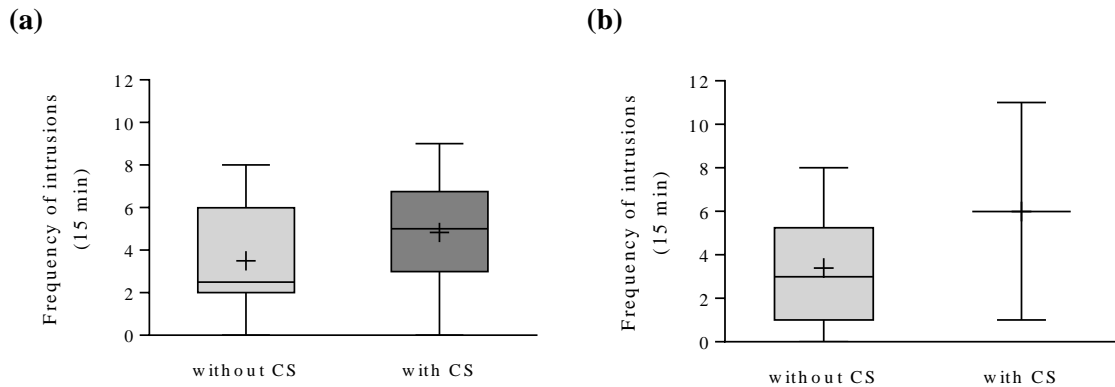 (a)
Frequency of intrusions
(15 min)
12
10
8
6
4
2
0
without CS
with CS
(b)
Frequency of intrusions
(15 min)
12
10
8
6
4
2
0
without CS
with CS